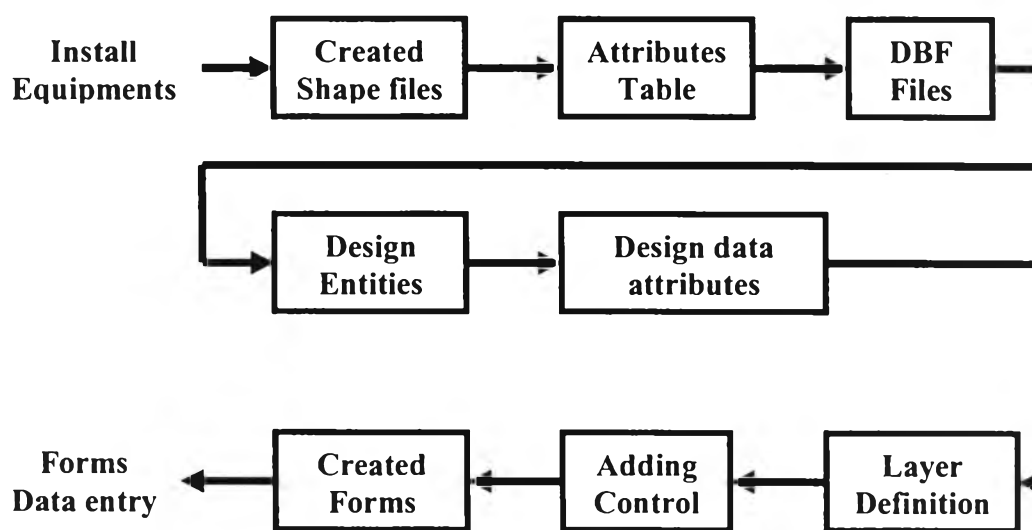 Install
Equipments
Created
Shape files
Attributes
Table
DBF
Files
Design
Entities
Design data
attributes
Forms
Data entry
Created
Forms
Adding
Control
Layer
Definition